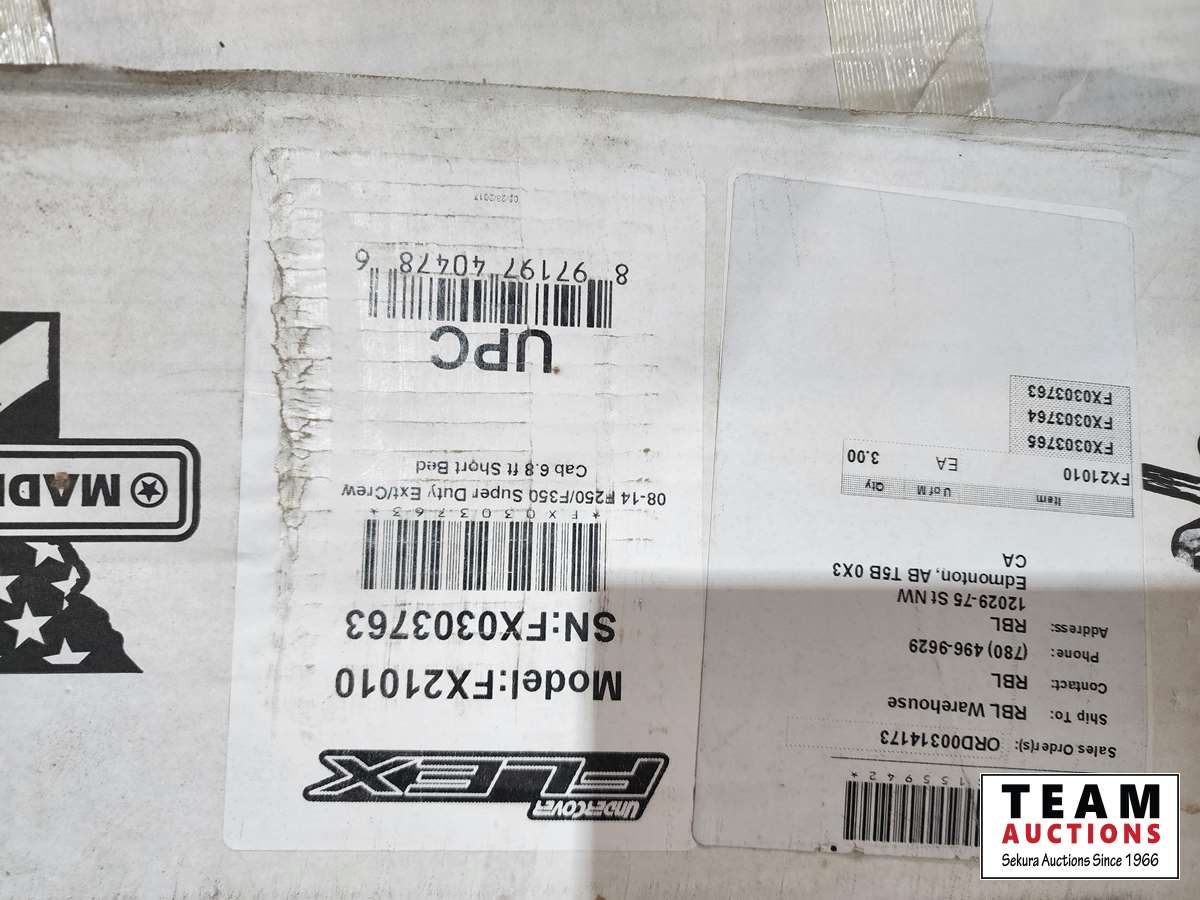 UNDERCOVER
FLEX
Model:FX21010
SN:FX0303763
*FX0303763*
08-14 F250/F350 Super Duty Ext/Crew
Cab 6.8 ft Short Bed
UPC
8 97197 40478 6
02/28/2017
Sales Order(s): ORD00314173
Ship To: RBL Warehouse
Contact: RBL
Phone: (780) 496-9629
Address: RBL
12029-75 St NW
Edmonton, AB T5B 0X3
CA
Item U of M Qty
FX21010 EA 3.00
FX0303765
FX0303764
FX0303763
TEAM
AUCTIONS
Sekura Auctions Since 1966